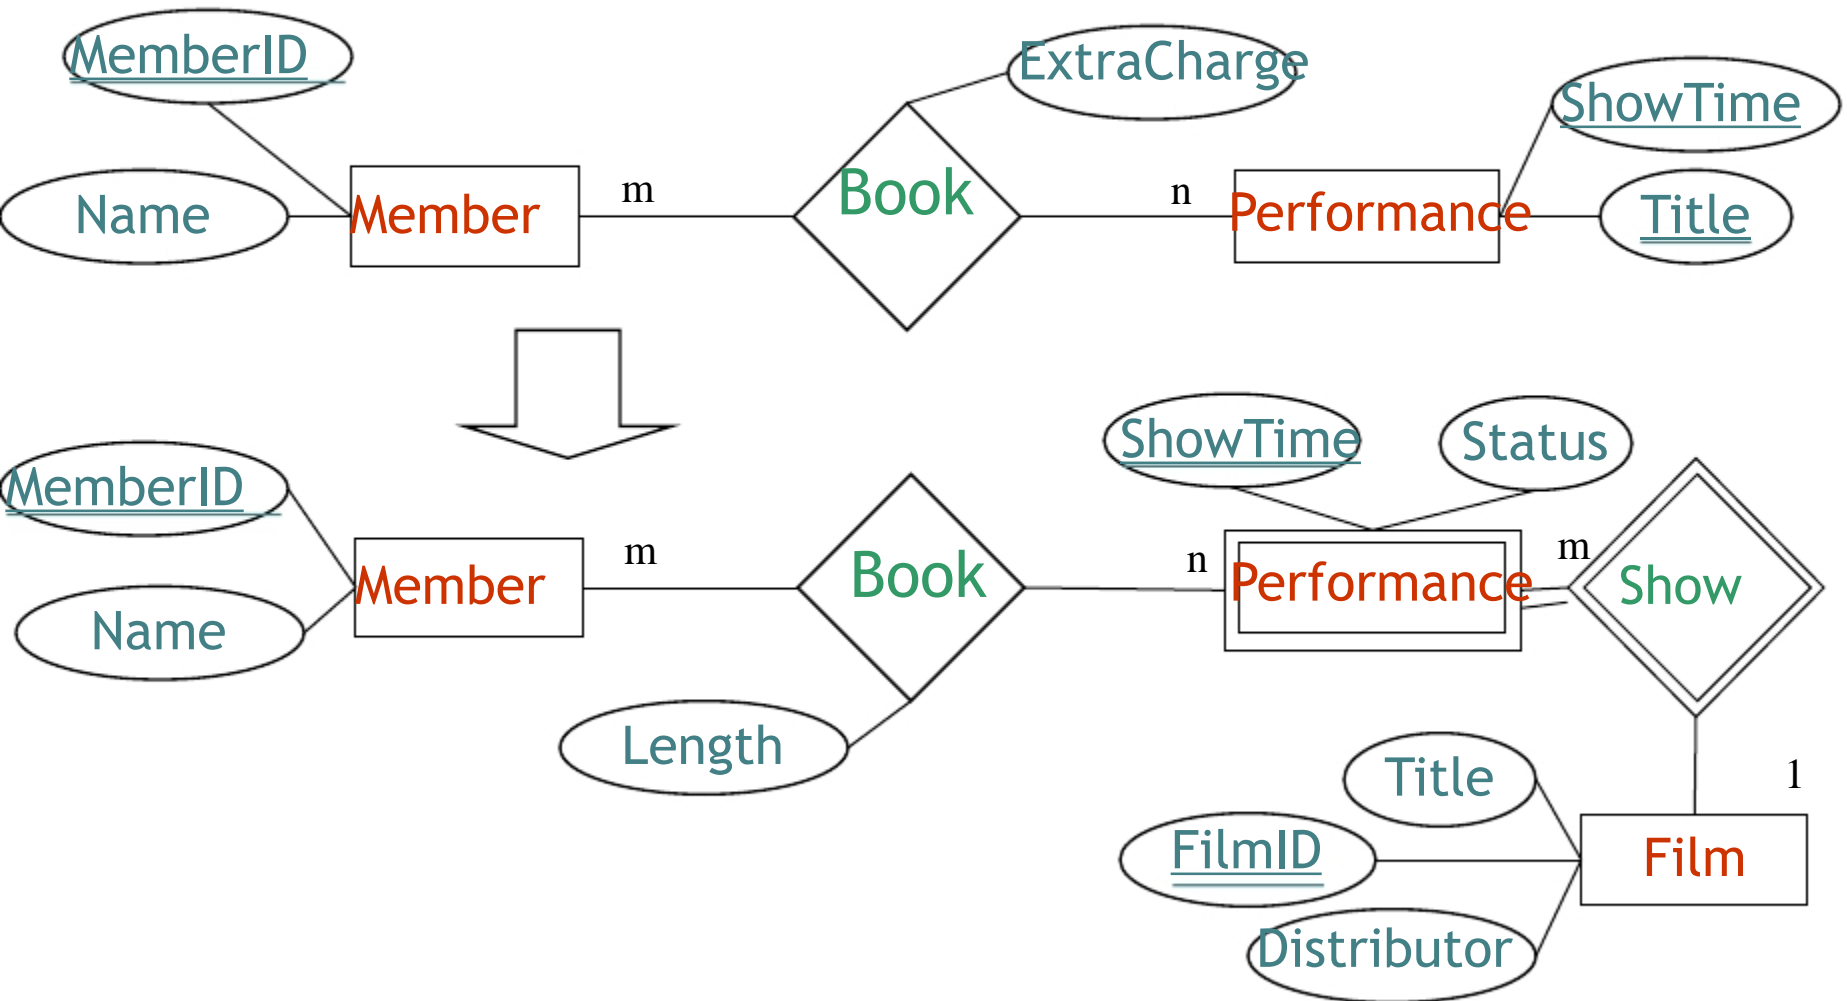 MemberID
ExtraCharge
ShowTime
Name
Member
m
Book
n
Performance
Title
MemberID
ShowTime
Status
Name
Member
m
Book
n
Performance
m
Show
Length
Title
1
FilmID
Film
Distributor